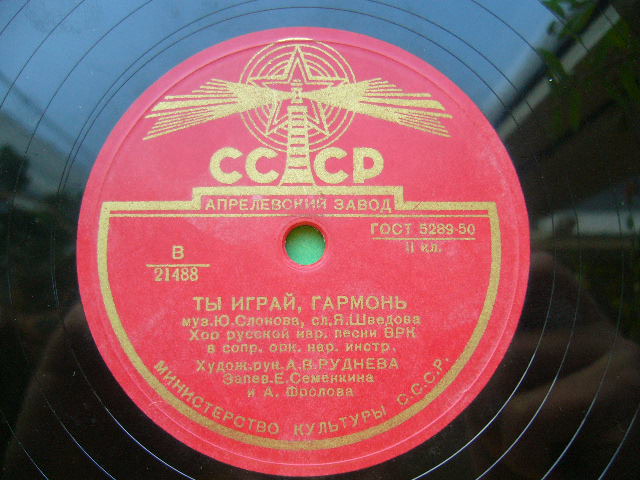 СССР
АПРЕЛЕВСКИЙ ЗАВОД
ГОСТ 5289-50
II кл.
В
21488
ТЫ ИГРАЙ, ГАРМОНЬ
муз.Ю.Слонова, сл.Я.Шведова
Хор русской нар. песни ВРК
в сопр. орк. нар. инстр.
Худож.рук.А.В.РУДНЕВА
Запев.Е.Семенкина
и А. Фролова
МИНИСТЕРСТВО КУЛЬТУРЫ С.С.С.Р.